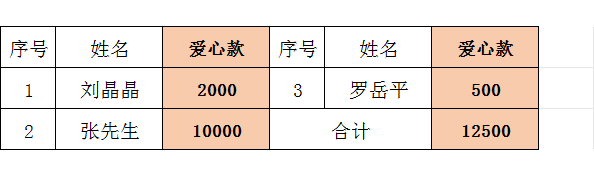 序号 姓名 爱心款 序号 姓名 爱心款
1 刘晶晶 2000 3 罗岳平 500
2 张先生 10000 合计 12500